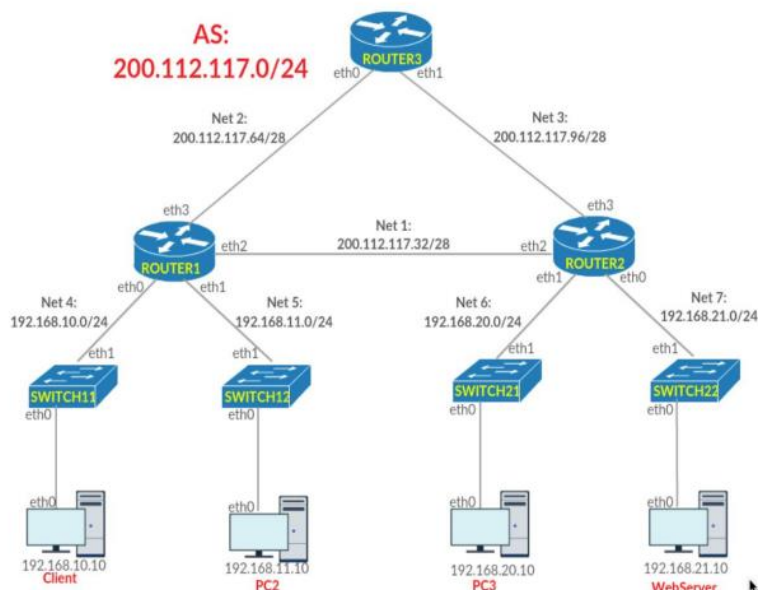 AS:
200.112.117.0/24
ROUTER3
eth0
eth1
Net 2:
200.112.117.64/28
Net 3:
200.112.117.96/28
eth3
eth3
Net 1:
200.112.117.32/28
eth2
eth2
ROUTER1
ROUTER2
eth0
eth1
eth1
eth0
Net 4:
192.168.10.0/24
Net 5:
192.168.11.0/24
Net 6:
192.168.20.0/24
Net 7:
192.168.21.0/24
eth1
eth1
eth1
eth1
SWITCH11
SWITCH12
SWITCH21
SWITCH22
eth0
eth0
eth0
eth0
eth0
eth0
eth0
eth0
192.168.10.10
192.168.11.10
192.168.20.10
192.168.21.10
Client
PC2
PC3
WebServer